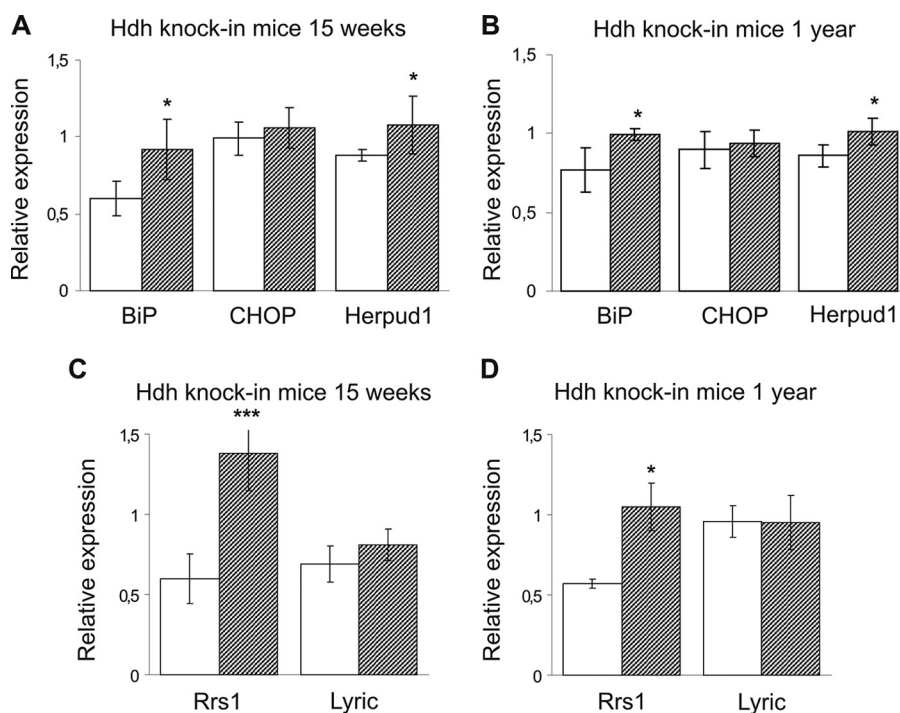 A
Hdh knock-in mice 15 weeks
Relative expression
1,5
1
0,5
0
*
*
BiP CHOP Herpud1
B
Hdh knock-in mice 1 year
Relative expression
1,5
1
0,5
0
*
*
BiP CHOP Herpud1
C
Hdh knock-in mice 15 weeks
Relative expression
1,5
1
0,5
0
***
Rrs1 Lyric
D
Hdh knock-in mice 1 year
Relative expression
1,5
1
0,5
0
*
Rrs1 Lyric